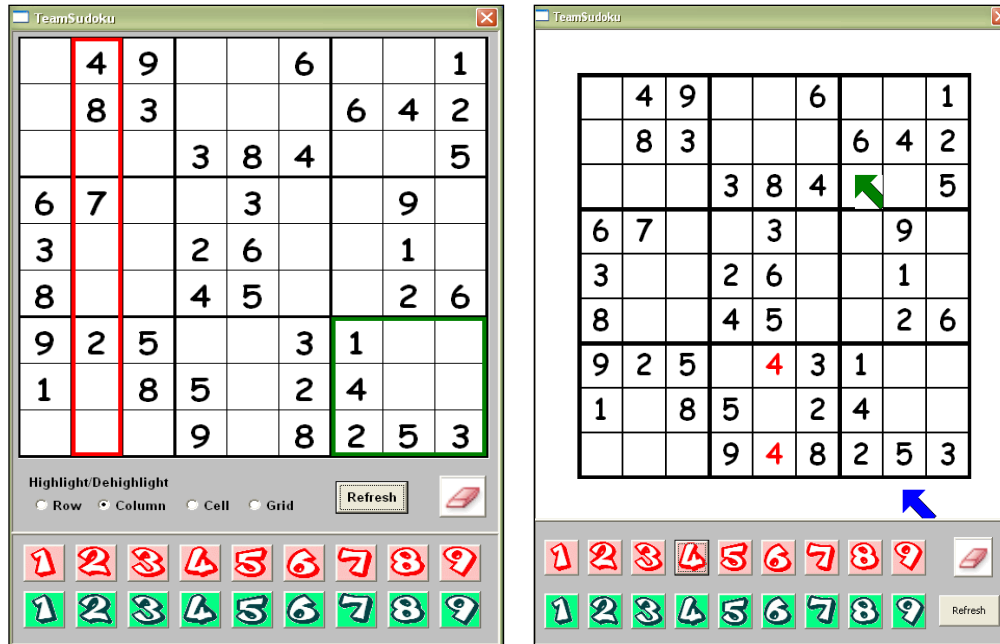 TeamSudoku
4 9 6 1
8 3 6 4 2
3 8 4 5
6 7 3 9
3 2 6 1
8 4 5 2 6
9 2 5 3 1
1 8 5 2 4
9 8 2 5 3
Highlight/Dehighlight
Row Column Cell Grid
Refresh
1 2 3 4 5 6 7 8 9
1 2 3 4 5 6 7 8 9
TeamSudoku
4 9 6 1
8 3 6 4 2
3 8 4 5
6 7 3 9
3 2 6 1
8 4 5 2 6
9 2 5 4 3 1
1 8 5 2 4
9 4 8 2 5 3
1 2 3 4 5 6 7 8 9
1 2 3 4 5 6 7 8 9
Refresh